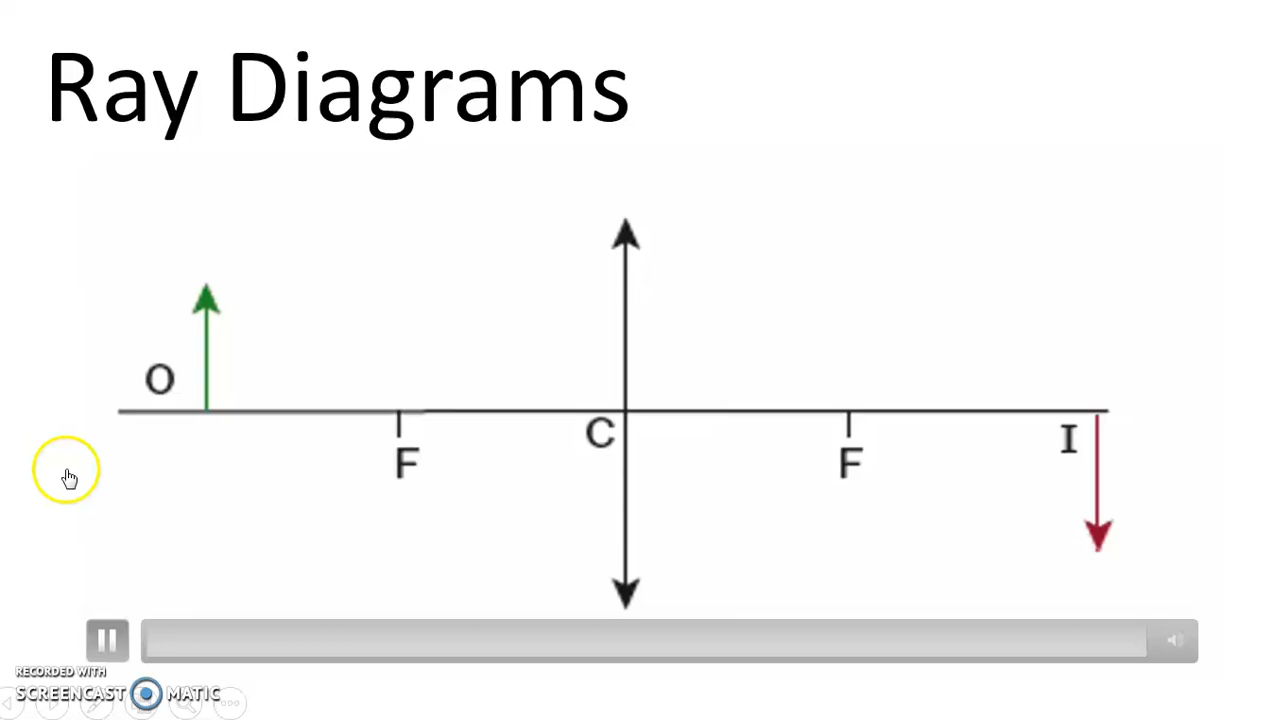 Ray Diagrams
O
C
I
F
F
RECORDED WITH
SCREENCAST MATIC